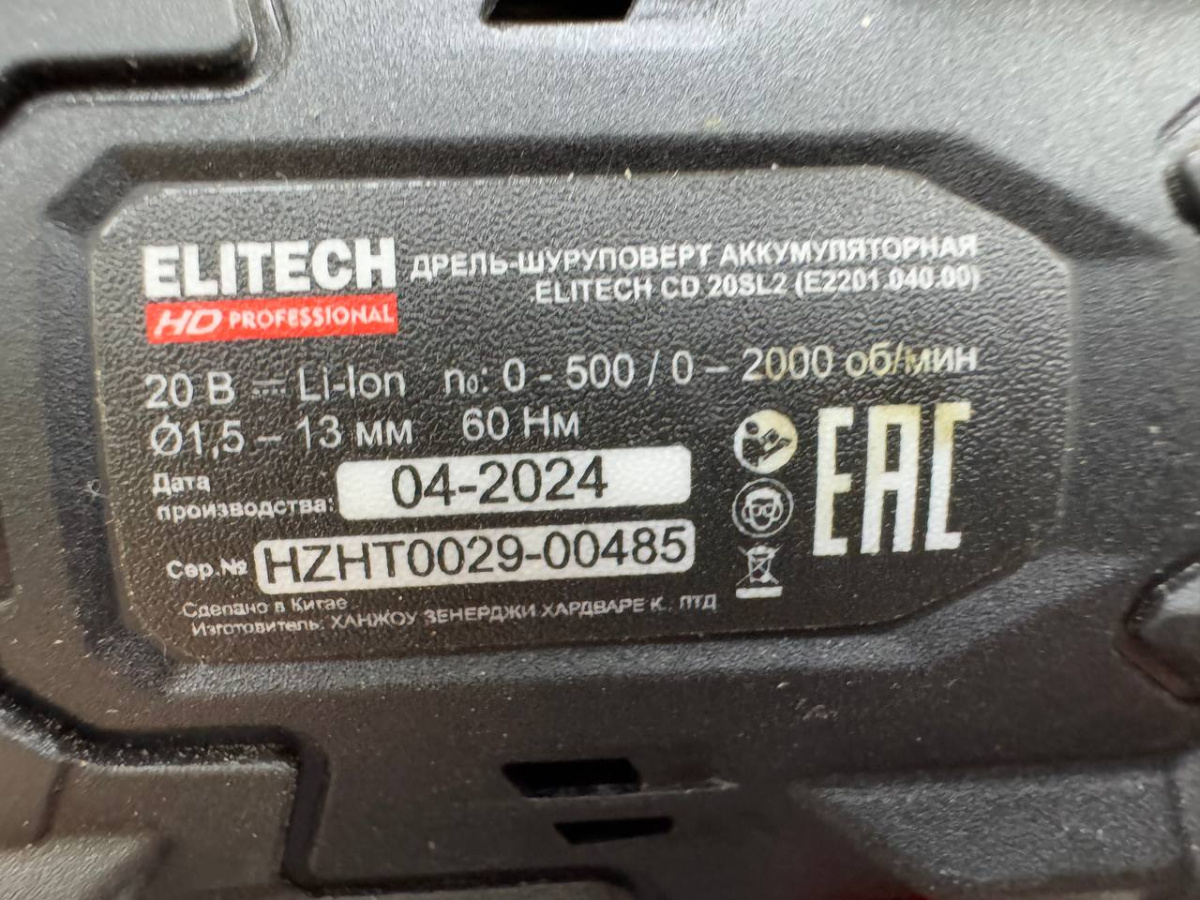 ELITECH
HD PROFESSIONAL
ДРЕЛЬ-ШУРУПОВЕРТ АККУМУЛЯТОРНАЯ
ELITECH CD 20SL2 (E2201.040.00)
20 В Li-Ion n₀: 0 - 500 / 0 – 2000 об/мин
Ø1,5 – 13 мм 60 Нм
Дата
производства: 04-2024
Сер.№ HZHT0029-00485
Сделано в Китае
Изготовитель: ХАНЖОУ ЗЕНЕРДЖИ ХАРДВАРЕ К., ЛТД
EAC